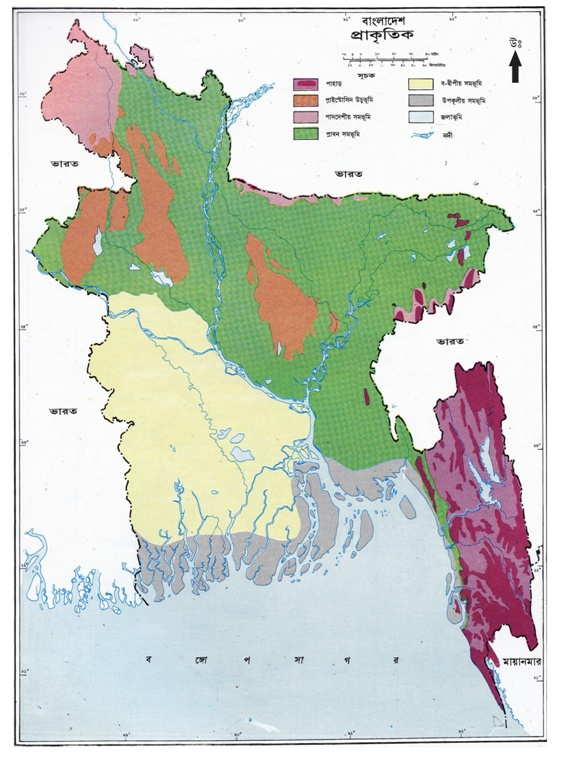 বাংলাদেশ
প্রাকৃতিক
উঃ
সূচক
পাহাড়
প্লাইস্টোসিন উচ্চভূমি
পাদদেশীয় সমভূমি
প্লাবন সমভূমি
ব-দ্বীপীয় সমভূমি
উপকূলীয় সমভূমি
জলাভূমি
নদী
ভারত
ভারত
ভারত
ভারত
ব ঙ্গো প সা গ র
মায়ানমার